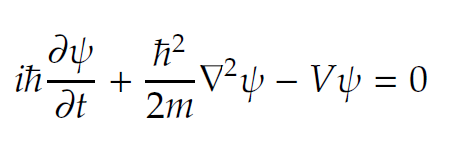 iħ ∂ψ/∂t + ħ²/2m ∇²ψ − Vψ = 0